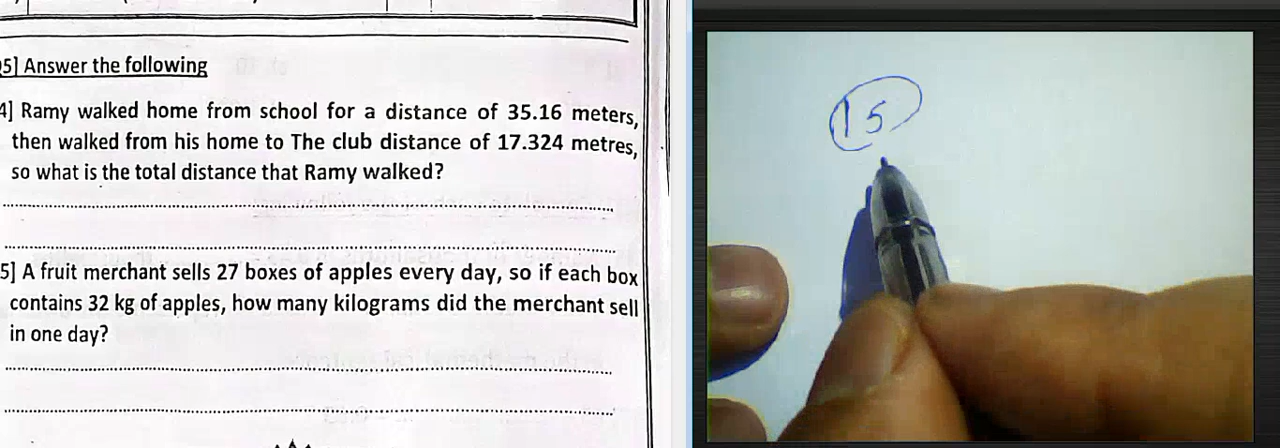 5] Answer the following
4] Ramy walked home from school for a distance of 35.16 meters,
then walked from his home to The club distance of 17.324 metres,
so what is the total distance that Ramy walked?
5] A fruit merchant sells 27 boxes of apples every day, so if each box
contains 32 kg of apples, how many kilograms did the merchant sell
in one day?
15